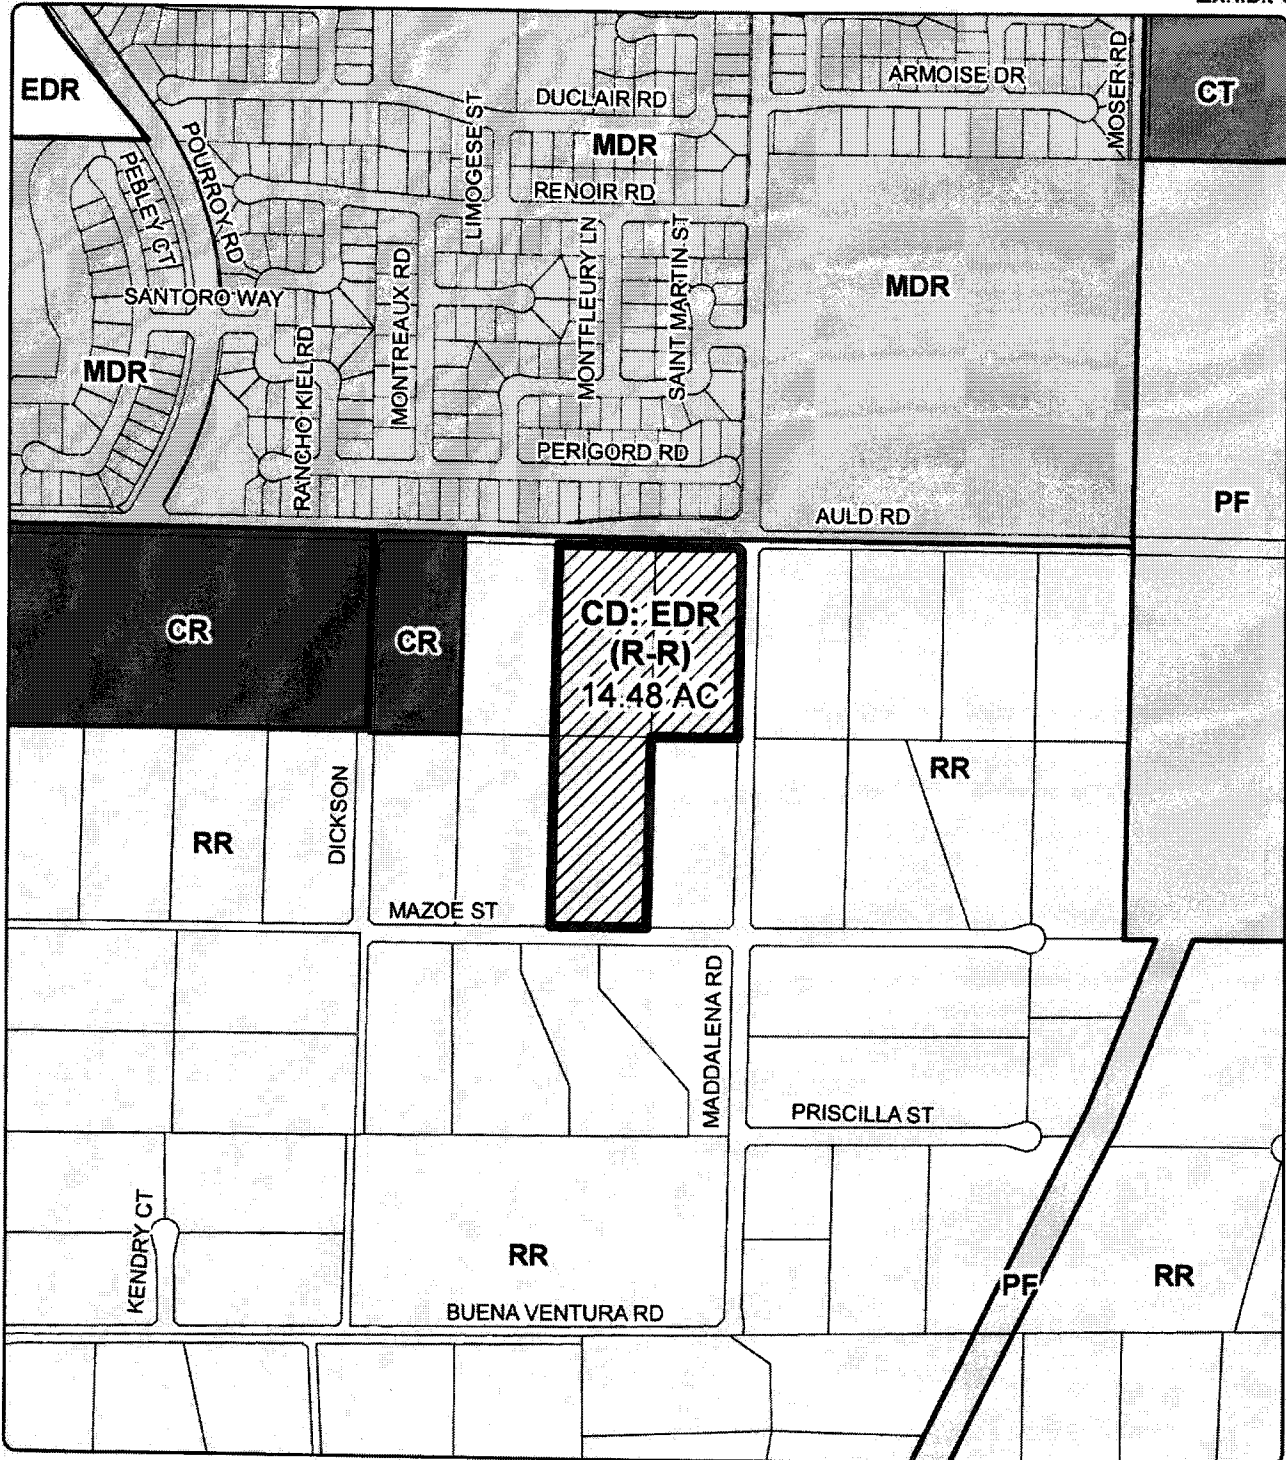 EDR
CT
ARMOISE DR
MOSER RD
DUCLAIR RD
LIMOGESE ST
MDR
POURROY RD
PEBLEY CT
RENOIR RD
SANTORO WAY
MONTREAUX RD
MONTFLEURY LN
SAINT MARTIN ST
MDR
MDR
RANCHO KIEL RD
PERIGORD RD
AULD RD
PF
CR
CR
CD: EDR
(R-R)
14.48 AC
RR
DICKSON
RR
MAZOE ST
MADDALENA RD
PRISCILLA ST
KENDRY CT
RR
BUENA VENTURA RD
PF
RR